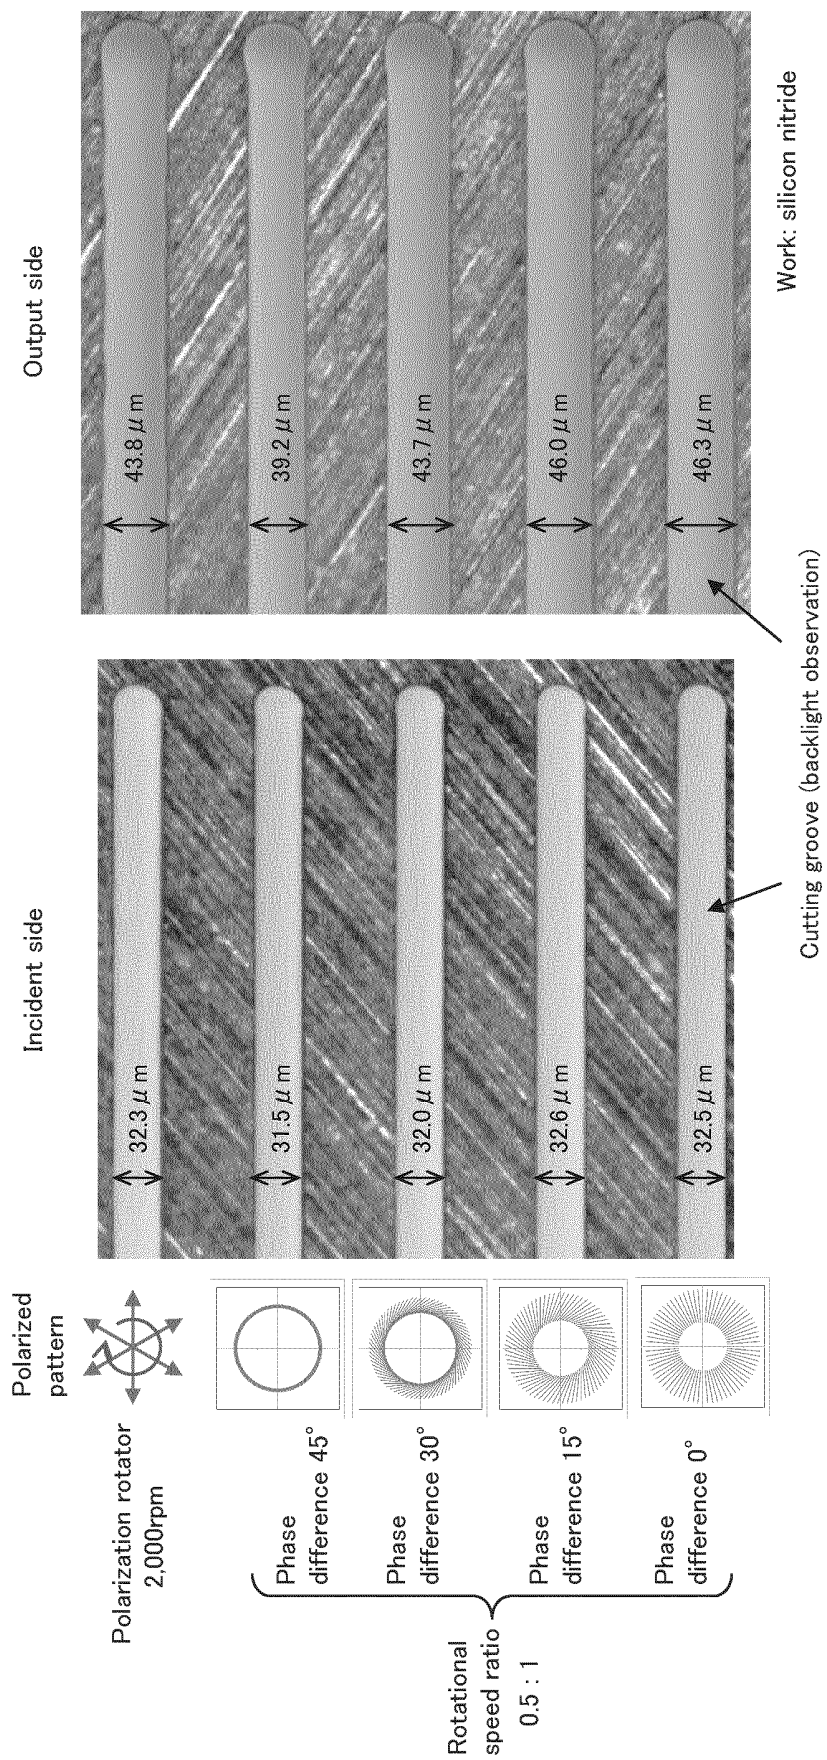 Polarized
pattern
Incident side
Output side
Polarization rotator
2,000rpm
32.3 μm
43.8 μm
Rotational
speed ratio
0.5 : 1
Phase
difference 45°
31.5 μm
39.2 μm
Phase
difference 30°
32.0 μm
43.7 μm
Phase
difference 15°
32.6 μm
46.0 μm
Phase
difference 0°
32.5 μm
46.3 μm
Cutting groove (backlight observation)
Work: silicon nitride